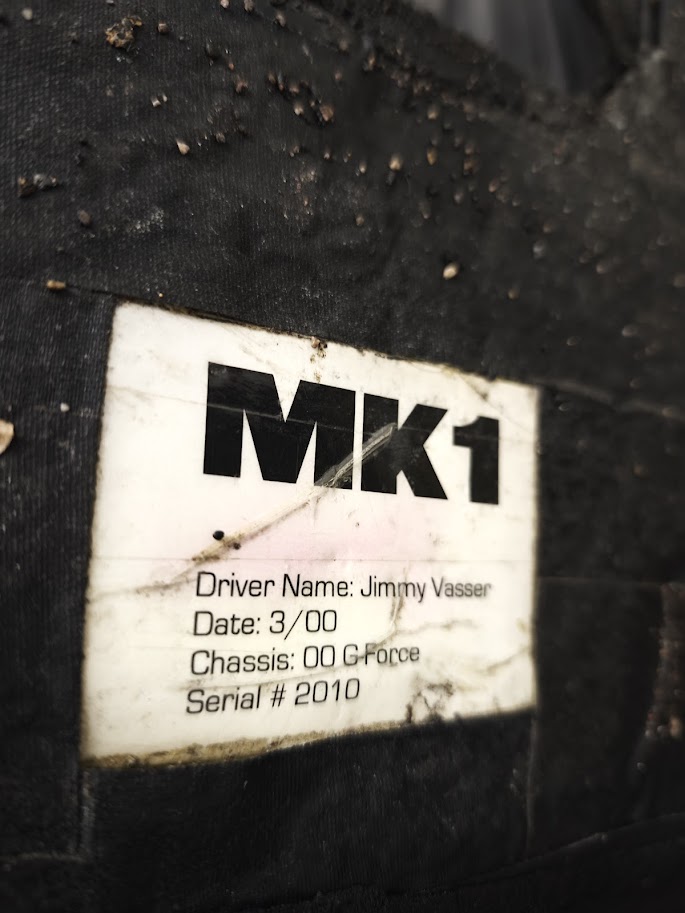 MK1
Driver Name: Jimmy Vasser
Date: 3/00
Chassis: 00 G-Force
Serial # 2010